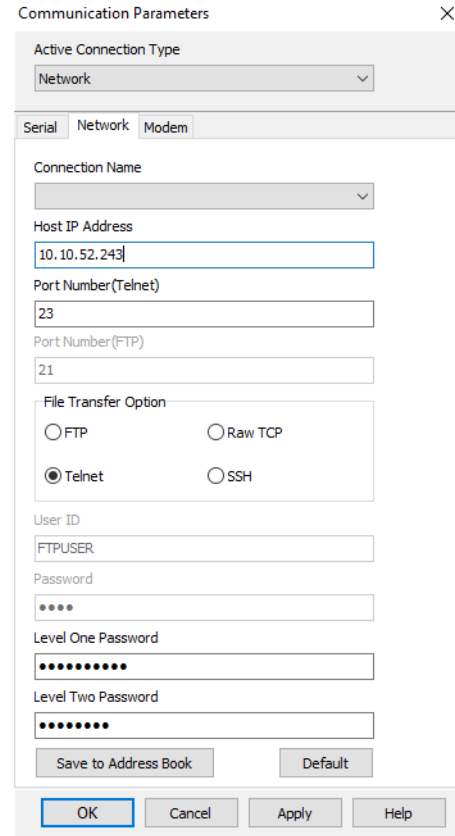 Communication Parameters
Active Connection Type
Network
Serial Network Modem
Connection Name
Host IP Address
10.10.52.243
Port Number(Telnet)
23
Port Number(FTP)
21
File Transfer Option
FTP Raw TCP
Telnet SSH
User ID
FTPUSER
Password
••••
Level One Password
••••••••••
Level Two Password
••••••••
Save to Address Book Default
OK Cancel Apply Help